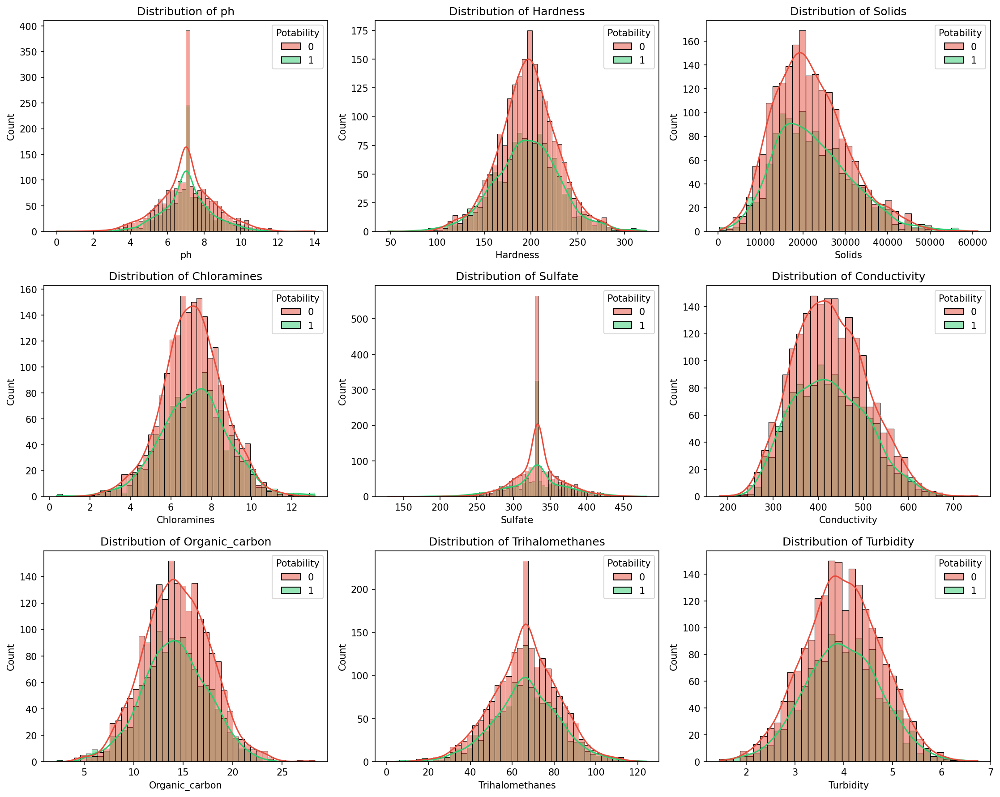 Distribution of ph
Potability
0
1
400
350
300
250
200
150
100
50
0
Count
0 2 4 6 8 10 12 14
ph
Distribution of Hardness
Potability
0
1
175
150
125
100
75
50
25
0
Count
50 100 150 200 250 300
Hardness
Distribution of Solids
Potability
0
1
160
140
120
100
80
60
40
20
0
Count
0 10000 20000 30000 40000 50000 60000
Solids
Distribution of Chloramines
Potability
0
1
160
140
120
100
80
60
40
20
0
Count
0 2 4 6 8 10 12
Chloramines
Distribution of Sulfate
Potability
0
1
500
400
300
200
100
0
Count
150 200 250 300 350 400 450
Sulfate
Distribution of Conductivity
Potability
0
1
140
120
100
80
60
40
20
0
Count
200 300 400 500 600 700
Conductivity
Distribution of Organic_carbon
Potability
0
1
140
120
100
80
60
40
20
0
Count
5 10 15 20 25
Organic_carbon
Distribution of Trihalomethanes
Potability
0
1
200
150
100
50
0
Count
0 20 40 60 80 100 120
Trihalomethanes
Distribution of Turbidity
Potability
0
1
140
120
100
80
60
40
20
0
Count
2 3 4 5 6 7
Turbidity